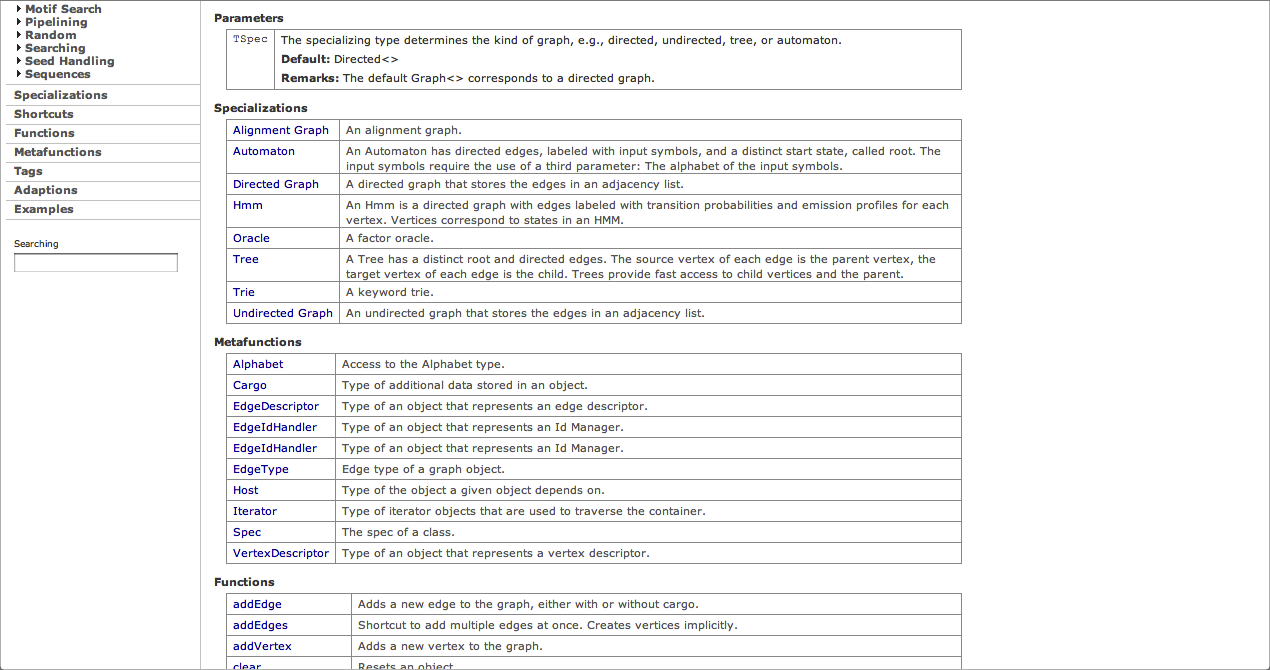 Motif Search
Pipelining
Random
Searching
Seed Handling
Sequences
Specializations
Shortcuts
Functions
Metafunctions
Tags
Adaptions
Examples
Searching
Parameters
TSpec The specializing type determines the kind of graph, e.g., directed, undirected, tree, or automaton.
Default: Directed<>
Remarks: The default Graph<> corresponds to a directed graph.
Specializations
Alignment Graph An alignment graph.
Automaton An Automaton has directed edges, labeled with input symbols, and a distinct start state, called root. The
input symbols require the use of a third parameter: The alphabet of the input symbols.
Directed Graph A directed graph that stores the edges in an adjacency list.
Hmm An Hmm is a directed graph with edges labeled with transition probabilities and emission profiles for each
vertex. Vertices correspond to states in an HMM.
Oracle A factor oracle.
Tree A Tree has a distinct root and directed edges. The source vertex of each edge is the parent vertex, the
target vertex of each edge is the child. Trees provide fast access to child vertices and the parent.
Trie A keyword trie.
Undirected Graph An undirected graph that stores the edges in an adjacency list.
Metafunctions
Alphabet Access to the Alphabet type.
Cargo Type of additional data stored in an object.
EdgeDescriptor Type of an object that represents an edge descriptor.
EdgeIdHandler Type of an object that represents an Id Manager.
EdgeIdHandler Type of an object that represents an Id Manager.
EdgeType Edge type of a graph object.
Host Type of the object a given object depends on.
Iterator Type of iterator objects that are used to traverse the container.
Spec The spec of a class.
VertexDescriptor Type of an object that represents a vertex descriptor.
Functions
addEdge Adds a new edge to the graph, either with or without cargo.
addEdges Shortcut to add multiple edges at once. Creates vertices implicitly.
addVertex Adds a new vertex to the graph.
clear Resets an object.